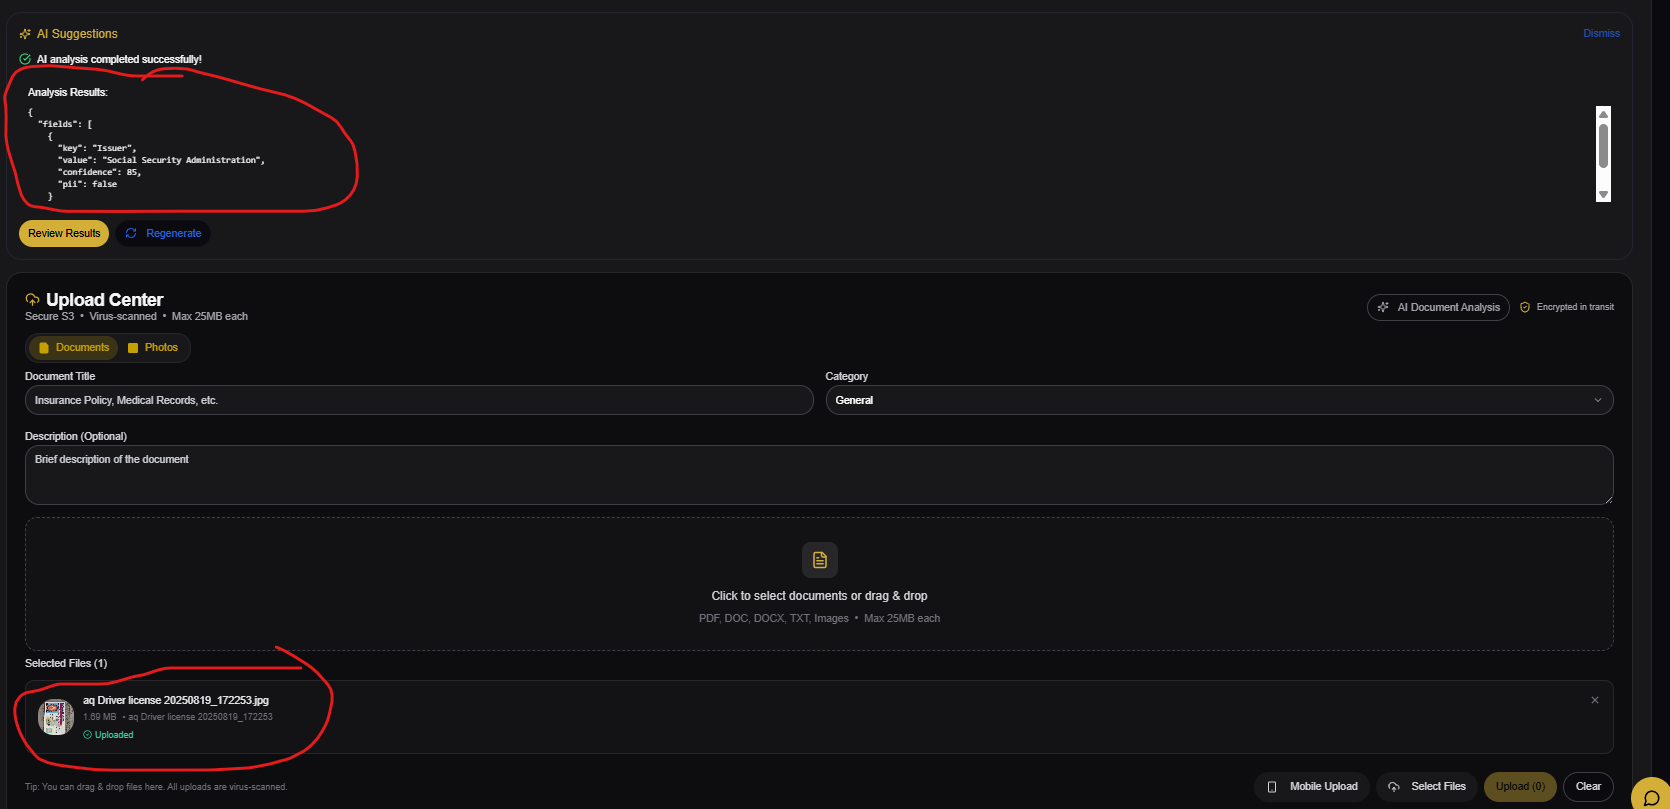 AI Suggestions
Dismiss
AI analysis completed successfully!
Analysis Results:
{
"fields": [
{
"key": "Issuer",
"value": "Social Security Administration",
"confidence": 85,
"pii": false
}
Review Results
Regenerate
Upload Center
Secure S3 • Virus-scanned • Max 25MB each
AI Document Analysis
Encrypted in transit
Documents
Photos
Document Title
Category
Insurance Policy, Medical Records, etc.
General
Description (Optional)
Brief description of the document
Click to select documents or drag & drop
PDF, DOC, DOCX, TXT, Images • Max 25MB each
Selected Files (1)
aq Driver license 20250819_172253.jpg
1.69 MB • aq Driver license 20250819_172253
Uploaded
Tip: You can drag & drop files here. All uploads are virus-scanned.
Mobile Upload
Select Files
Upload (0)
Clear